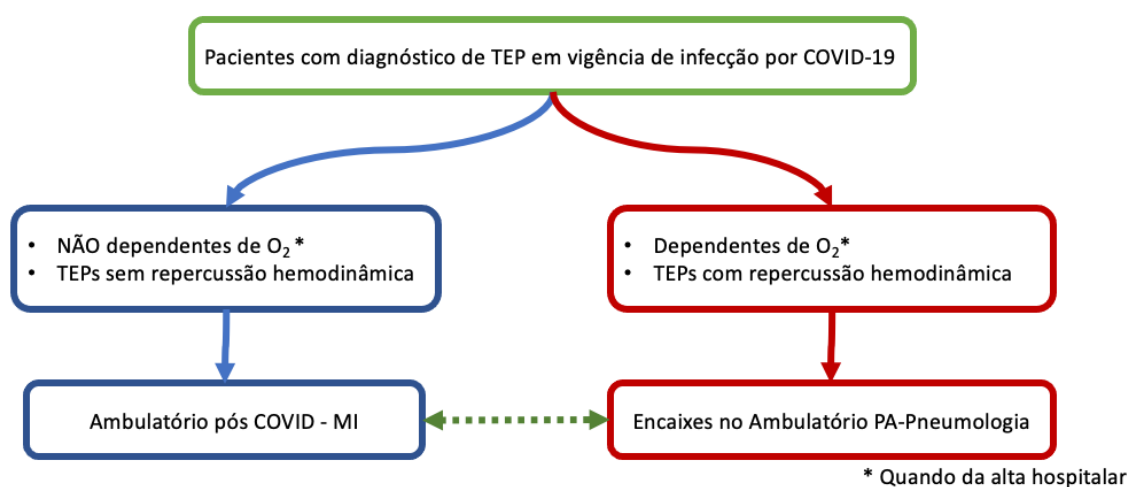 Pacientes com diagnóstico de TEP em vigência de infecção por COVID-19
• NÃO dependentes de O₂ *
• TEPs sem repercussão hemodinâmica
• Dependentes de O₂*
• TEPs com repercussão hemodinâmica
Ambulatório pós COVID - MI
Encaixes no Ambulatório PA-Pneumologia
* Quando da alta hospitalar